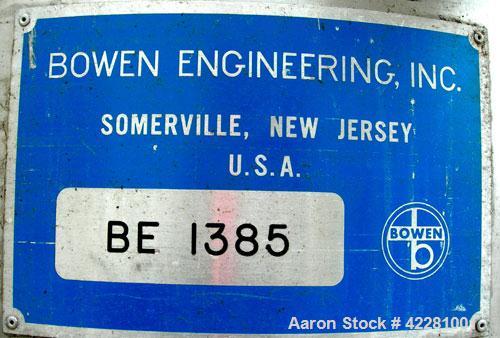 BOWEN ENGINEERING, INC.
SOMERVILLE, NEW JERSEY
U.S.A.
BE 1385
BOWEN
b
Aaron Stock # 4228100